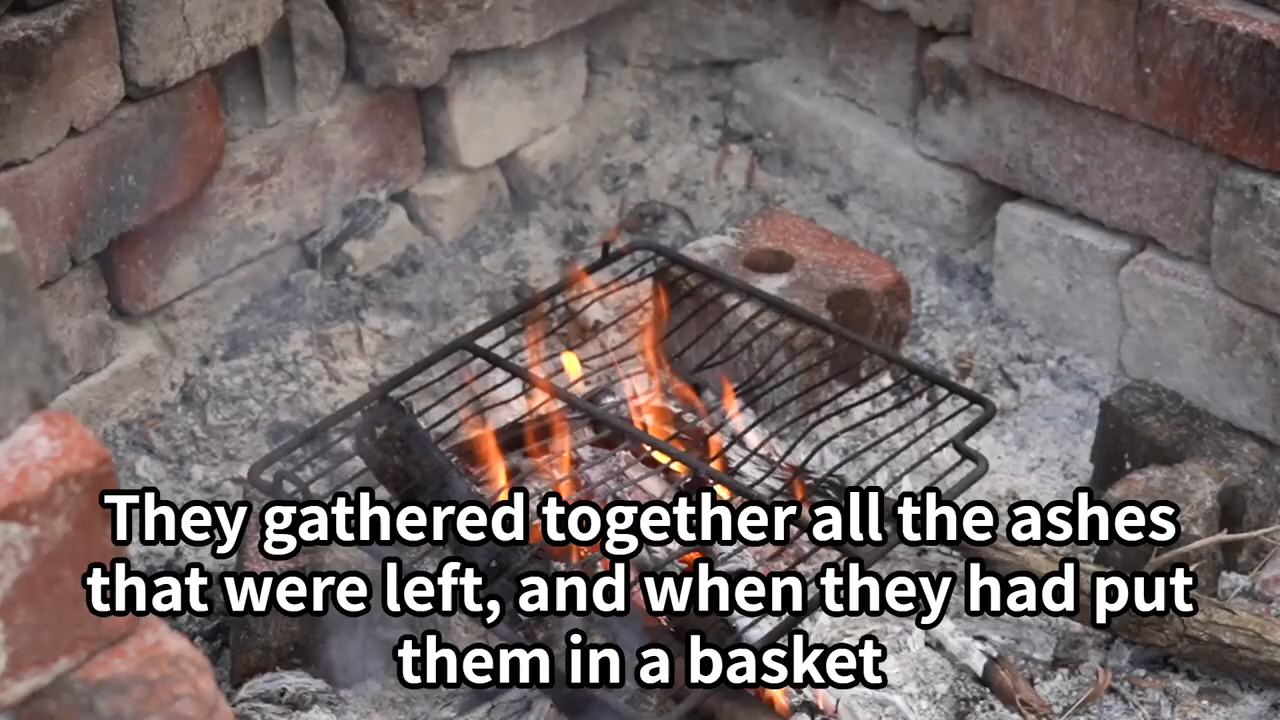 They gathered together all the ashes
that were left, and when they had put
them in a basket